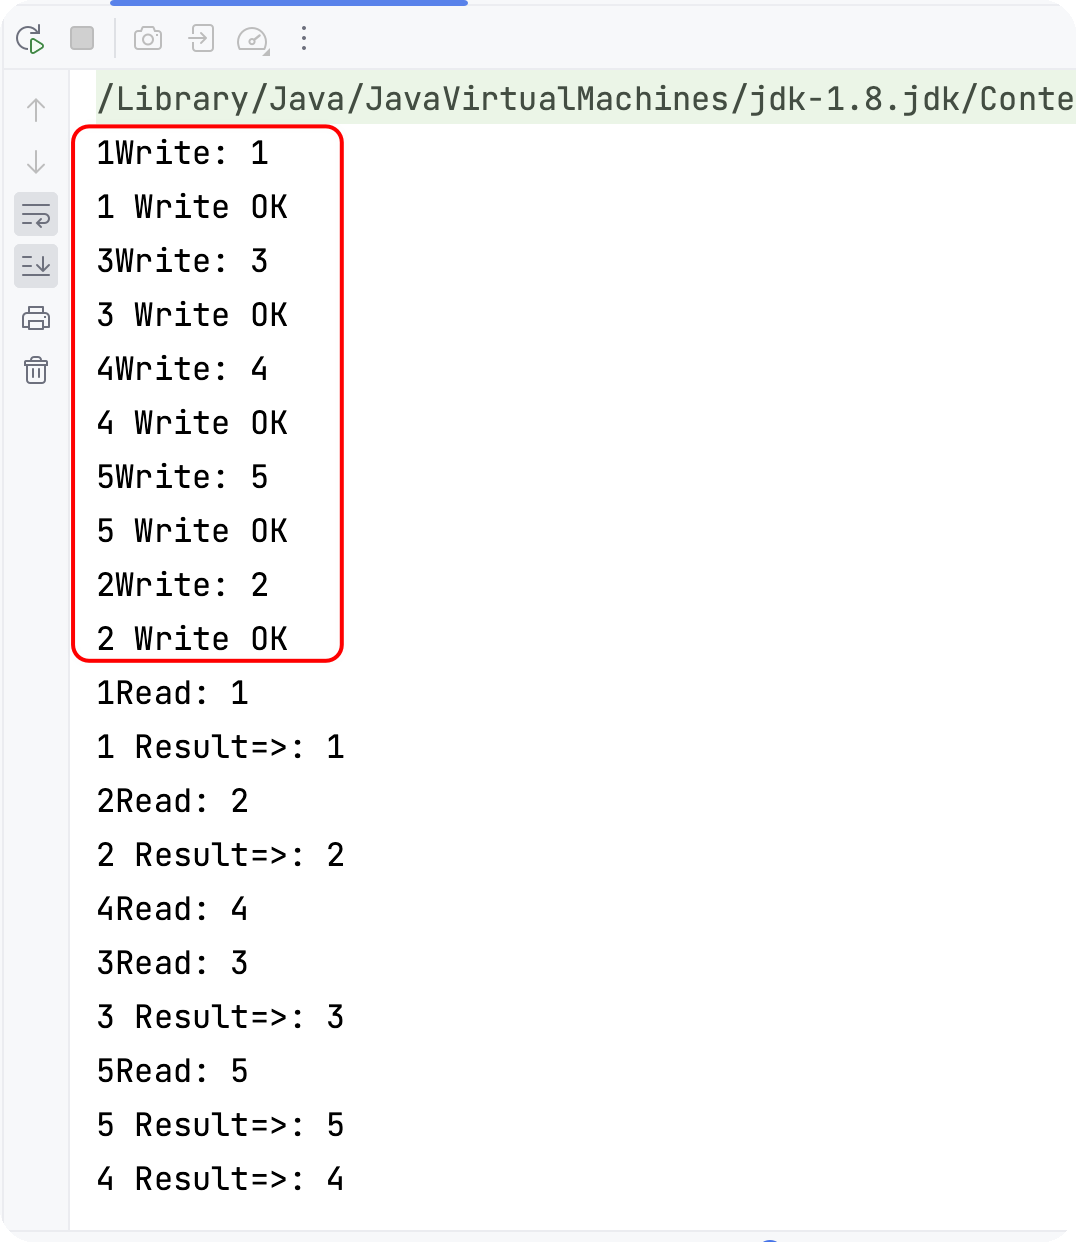 /Library/Java/JavaVirtualMachines/jdk-1.8.jdk/Conte
1Write: 1
1 Write OK
3Write: 3
3 Write OK
4Write: 4
4 Write OK
5Write: 5
5 Write OK
2Write: 2
2 Write OK
1Read: 1
1 Result=>: 1
2Read: 2
2 Result=>: 2
4Read: 4
3Read: 3
3 Result=>: 3
5Read: 5
5 Result=>: 5
4 Result=>: 4